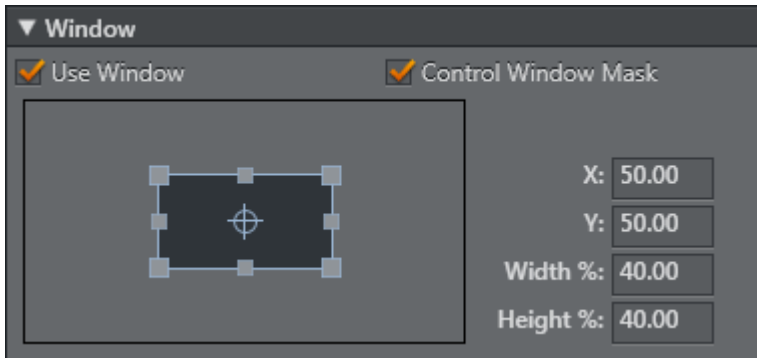 Window
Use Window
Control Window Mask
X: 50.00
Y: 50.00
Width %: 40.00
Height %: 40.00